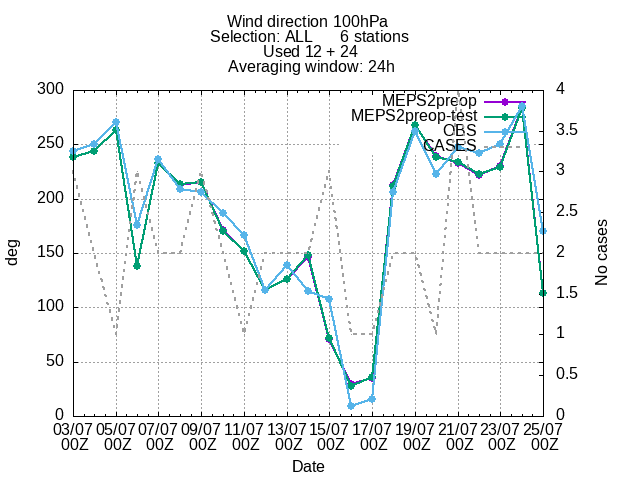 Wind direction 100hPa
Selection: ALL 6 stations
Used 12 + 24
Averaging window: 24h
MEPS2preop
MEPS2preop-test
OBS
CASES
300
250
200
150
100
50
0
deg
4
3.5
3
2.5
2
1.5
1
0.5
0
No cases
03/07 05/07 07/07 09/07 11/07 13/07 15/07 17/07 19/07 21/07 23/07 25/07
00Z 00Z 00Z 00Z 00Z 00Z 00Z 00Z 00Z 00Z 00Z 00Z
Date